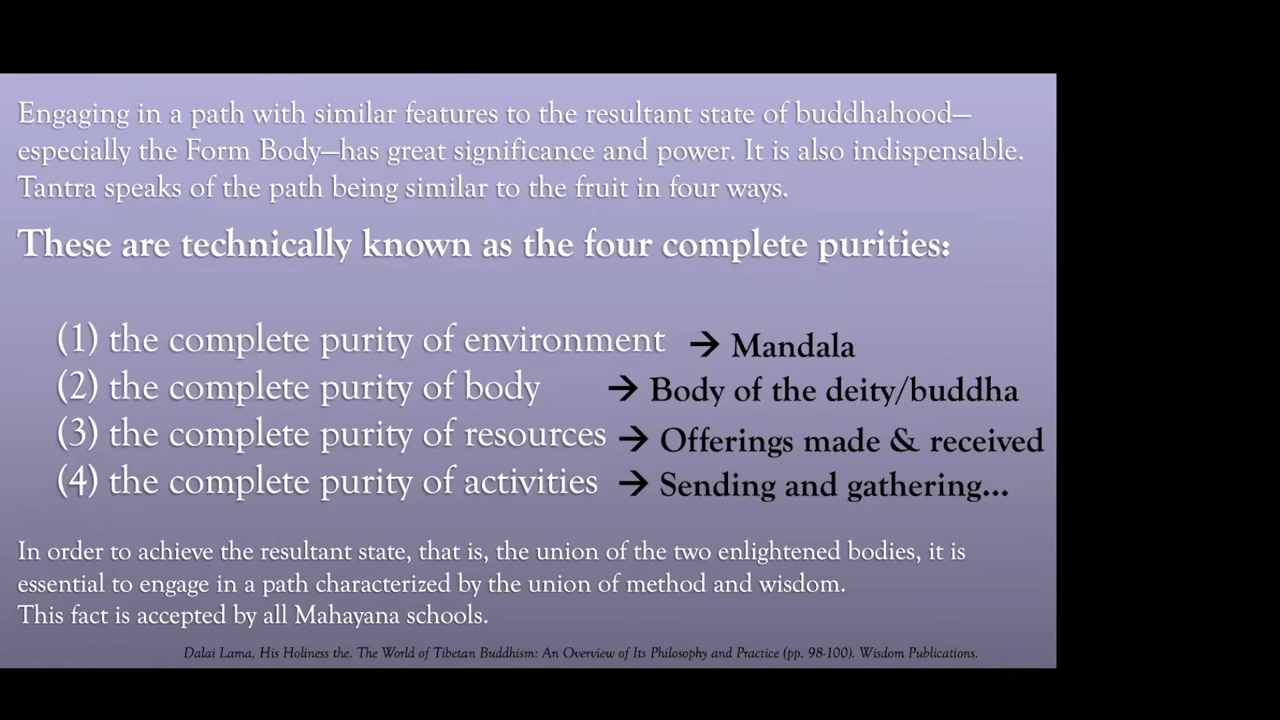 Engaging in a path with similar features to the resultant state of buddhahood—
especially the Form Body—has great significance and power. It is also indispensable.
Tantra speaks of the path being similar to the fruit in four ways.
These are technically known as the four complete purities:
(1) the complete purity of environment → Mandala
(2) the complete purity of body → Body of the deity/buddha
(3) the complete purity of resources → Offerings made & received
(4) the complete purity of activities → Sending and gathering...
In order to achieve the resultant state, that is, the union of the two enlightened bodies, it is
essential to engage in a path characterized by the union of method and wisdom.
This fact is accepted by all Mahayana schools.
Dalai Lama, His Holiness the. The World of Tibetan Buddhism: An Overview of Its Philosophy and Practice (pp. 98-100). Wisdom Publications.